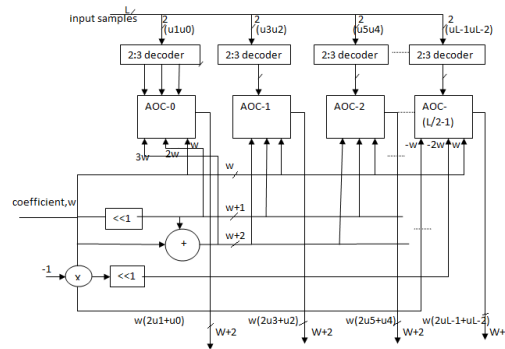 L
input samples
2 2 2 2
(u1u0) (u3u2) (u5u4) (uL-1uL-2)
2:3 decoder 2:3 decoder 2:3 decoder 2:3 decoder
AOC-0 AOC-1 AOC-2 AOC-
(L/2-1)
3w 2w w -w -2w w
w
coefficient,w
<<1 w+1
+ w+2
-1 x <<1
w(2u1+u0) w(2u3+u2) w(2u5+u4) w(2uL-1+uL-2)
W+2 W+2 W+2 W+